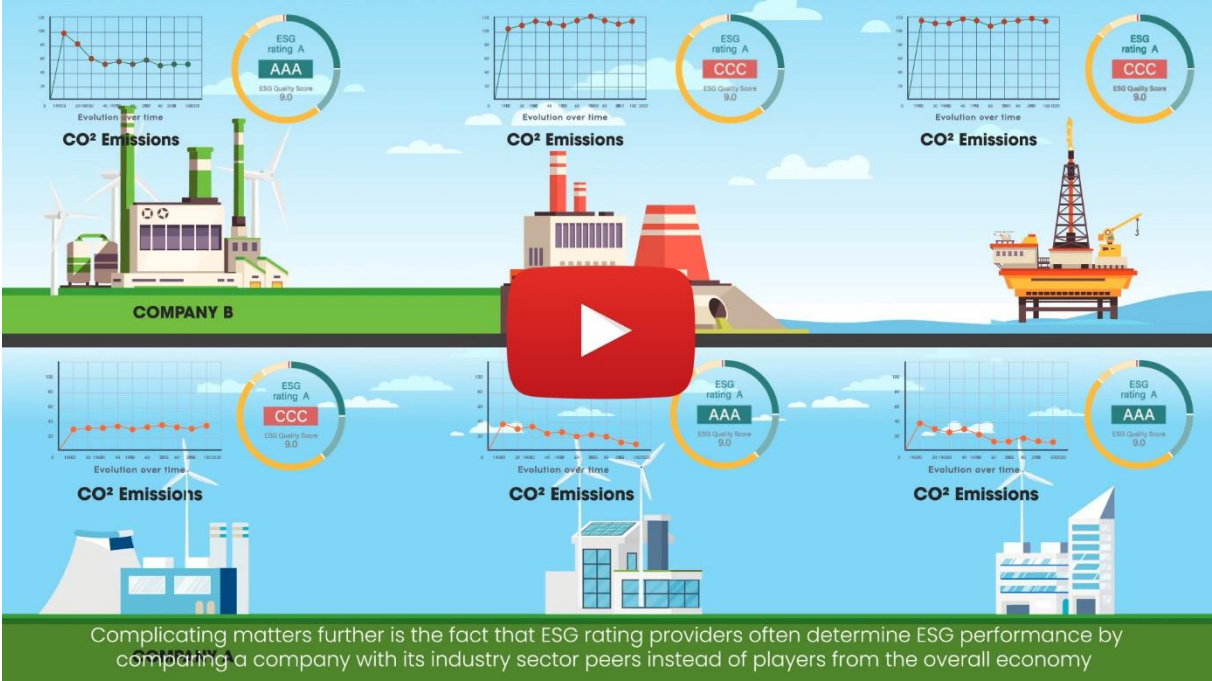 ESG
rating A
AAA
ESG Quality Score
9.0
Evolution over time
CO² Emissions
ESG
rating A
CCC
ESG Quality Score
9.0
Evolution over time
CO² Emissions
ESG
rating A
CCC
ESG Quality Score
9.0
Evolution over time
CO² Emissions
COMPANY B
ESG
rating A
CCC
ESG Quality Score
9.0
Evolution over time
CO² Emissions
ESG
rating A
AAA
ESG Quality Score
9.0
Evolution over time
CO² Emissions
ESG
rating A
AAA
ESG Quality Score
9.0
Evolution over time
CO² Emissions
COMPANY A
Complicating matters further is the fact that ESG rating providers often determine ESG performance by
comparing a company with its industry sector peers instead of players from the overall economy